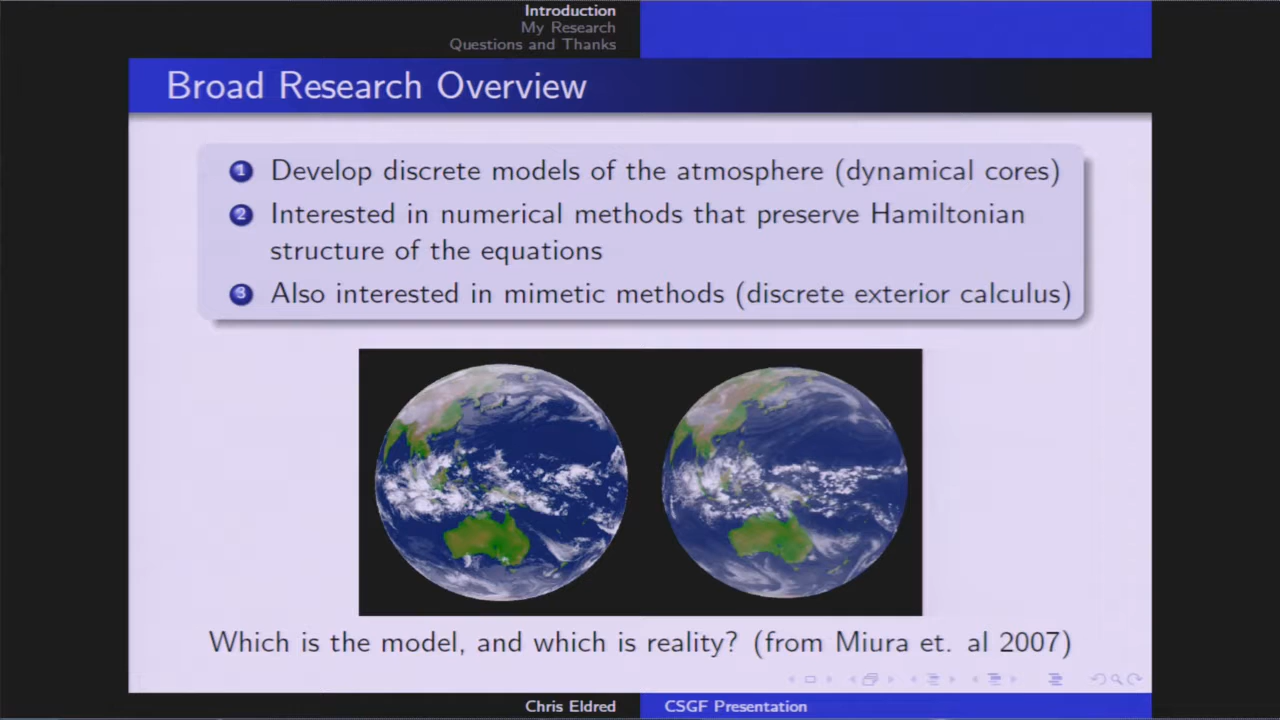 Introduction
My Research
Questions and Thanks
Broad Research Overview
1 Develop discrete models of the atmosphere (dynamical cores)
2 Interested in numerical methods that preserve Hamiltonian
structure of the equations
3 Also interested in mimetic methods (discrete exterior calculus)
Which is the model, and which is reality? (from Miura et. al 2007)
Chris Eldred CSGF Presentation